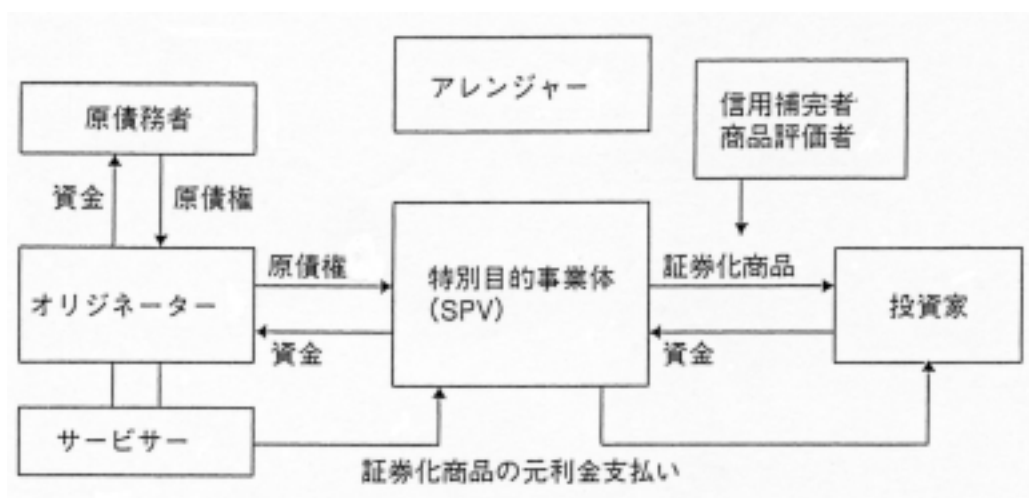 アレンジャー
信用補完者
商品評価者
原債務者
資金
原債権
オリジネーター
原債権
資金
特別目的事業体
(SPV)
証券化商品
資金
投資家
サービサー
証券化商品の元利金支払い